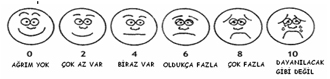 0 2 4 6 8 10
AĞRIM YOK ÇOK AZ VAR BİRAZ VAR OLDUKÇA FAZLA ÇOK FAZLA DAYANILACAK
GİBİ DEĞİL